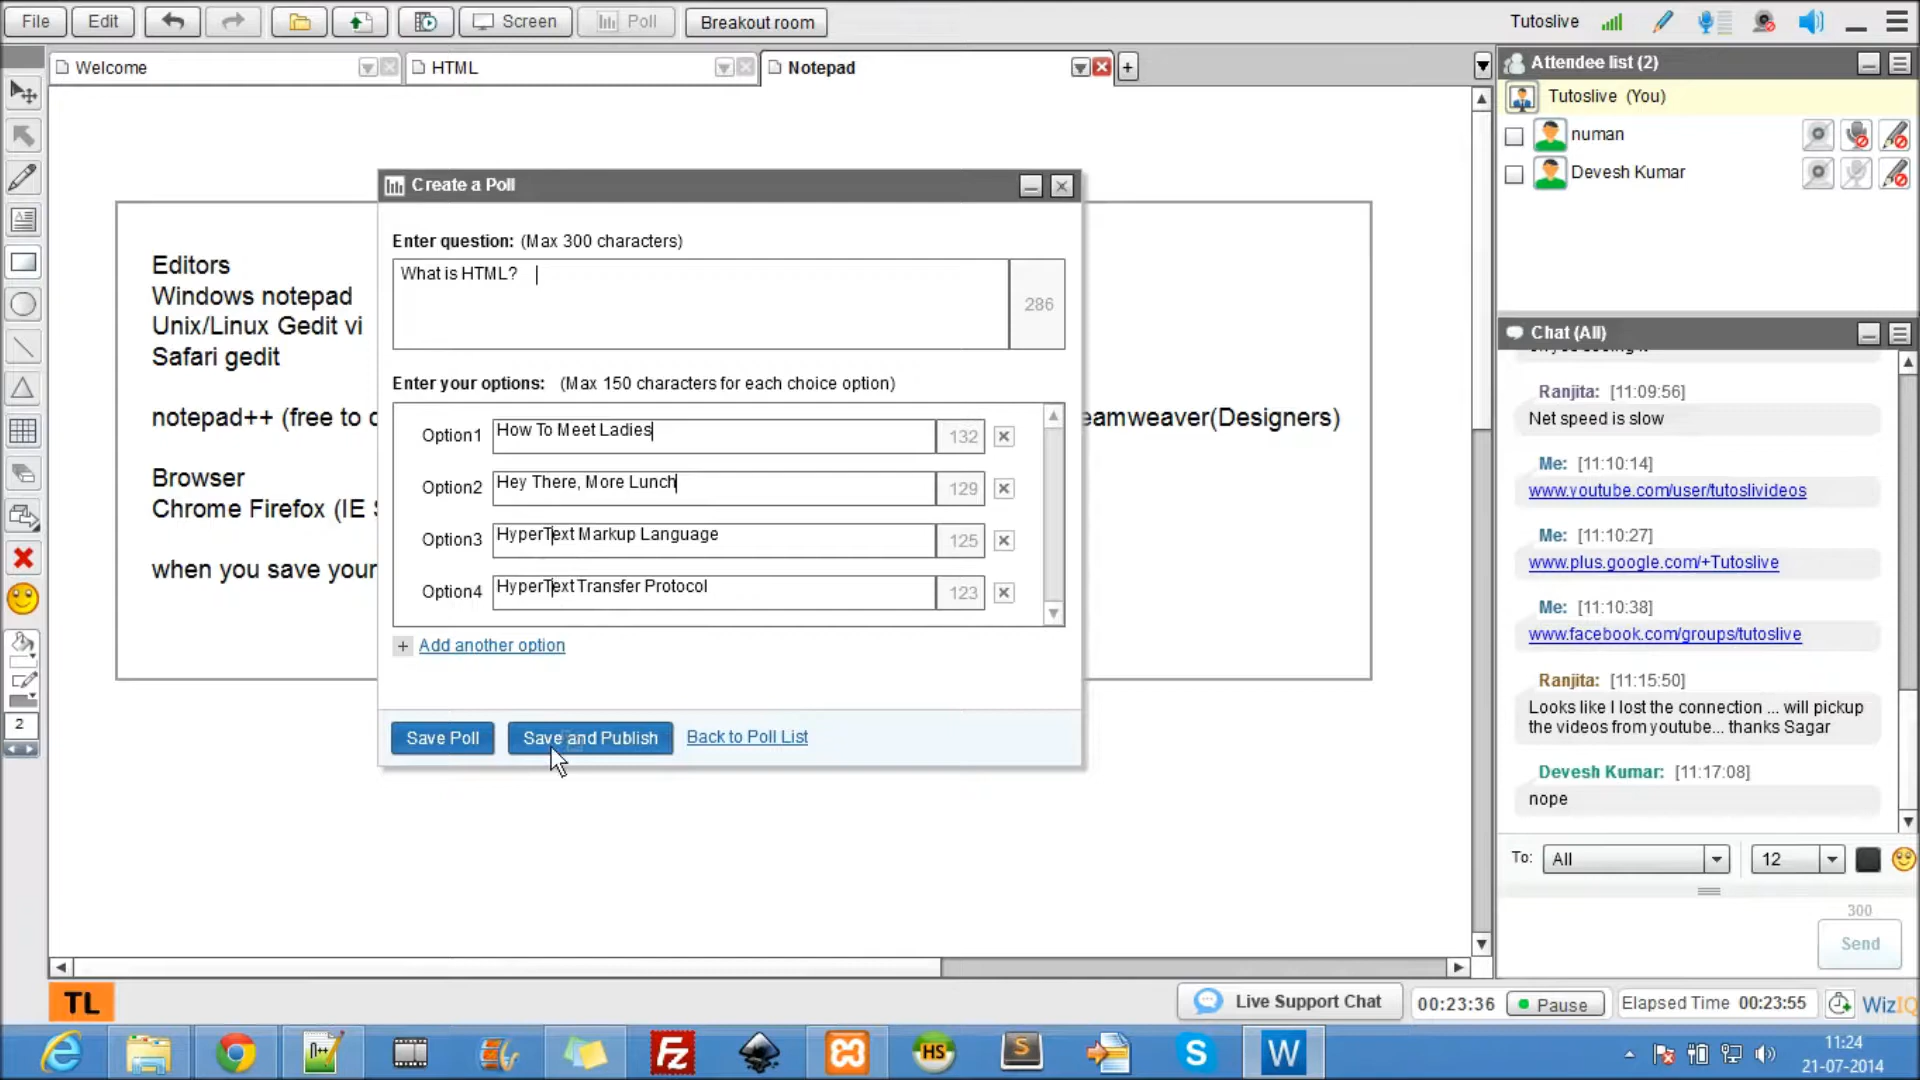 File Edit Screen Poll Breakout room Tutoslive
Welcome HTML Notepad +
Attendee list (2)
Tutoslive (You)
numan
Devesh Kumar
Editors
Windows notepad
Unix/Linux Gedit vi
Safari gedit
notepad++ (free to
eamweaver(Designers)
Browser
Chrome Firefox (IE
when you save your
Create a Poll
Enter question: (Max 300 characters)
What is HTML?
286
Enter your options: (Max 150 characters for each choice option)
Option1 How To Meet Ladies 132
Option2 Hey There, More Lunch 129
Option3 HyperText Markup Language 125
Option4 HyperText Transfer Protocol 123
+ Add another option
Save Poll Save and Publish Back to Poll List
2
Chat (All)
Ranjita: [11:09:56]
Net speed is slow
Me: [11:10:14]
www.youtube.com/user/tutoslivideos
Me: [11:10:27]
www.plus.google.com/+Tutoslive
Me: [11:10:38]
www.facebook.com/groups/tutoslive
Ranjita: [11:15:50]
Looks like I lost the connection ... will pickup
the videos from youtube... thanks Sagar
Devesh Kumar: [11:17:08]
nope
To: All 12
300
Send
TL
Live Support Chat 00:23:36 Pause Elapsed Time 00:23:55 WizIQ
n++ Fz HS S S W
11:24
21-07-2014